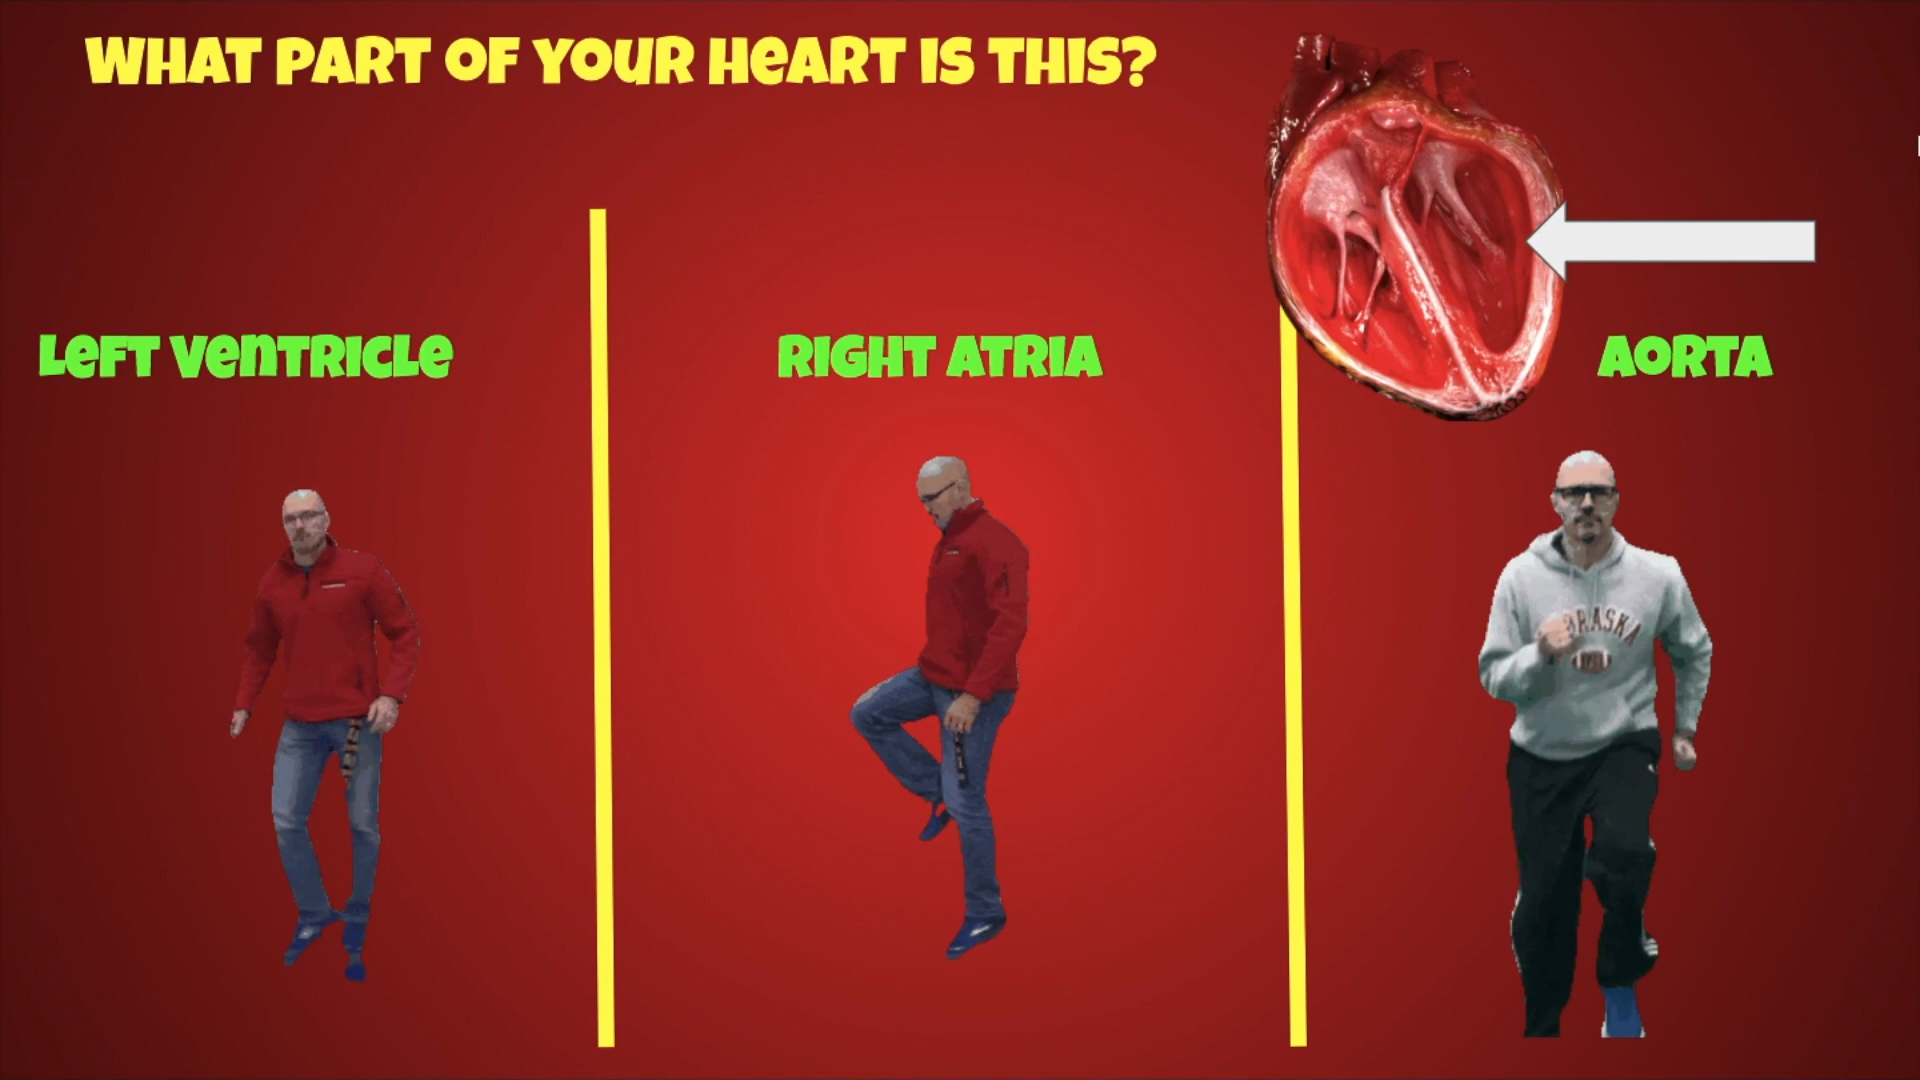 WHAT PART OF YOUR HEART IS THIS?
LEFT VENTRICLE
RIGHT ATRIA
AORTA